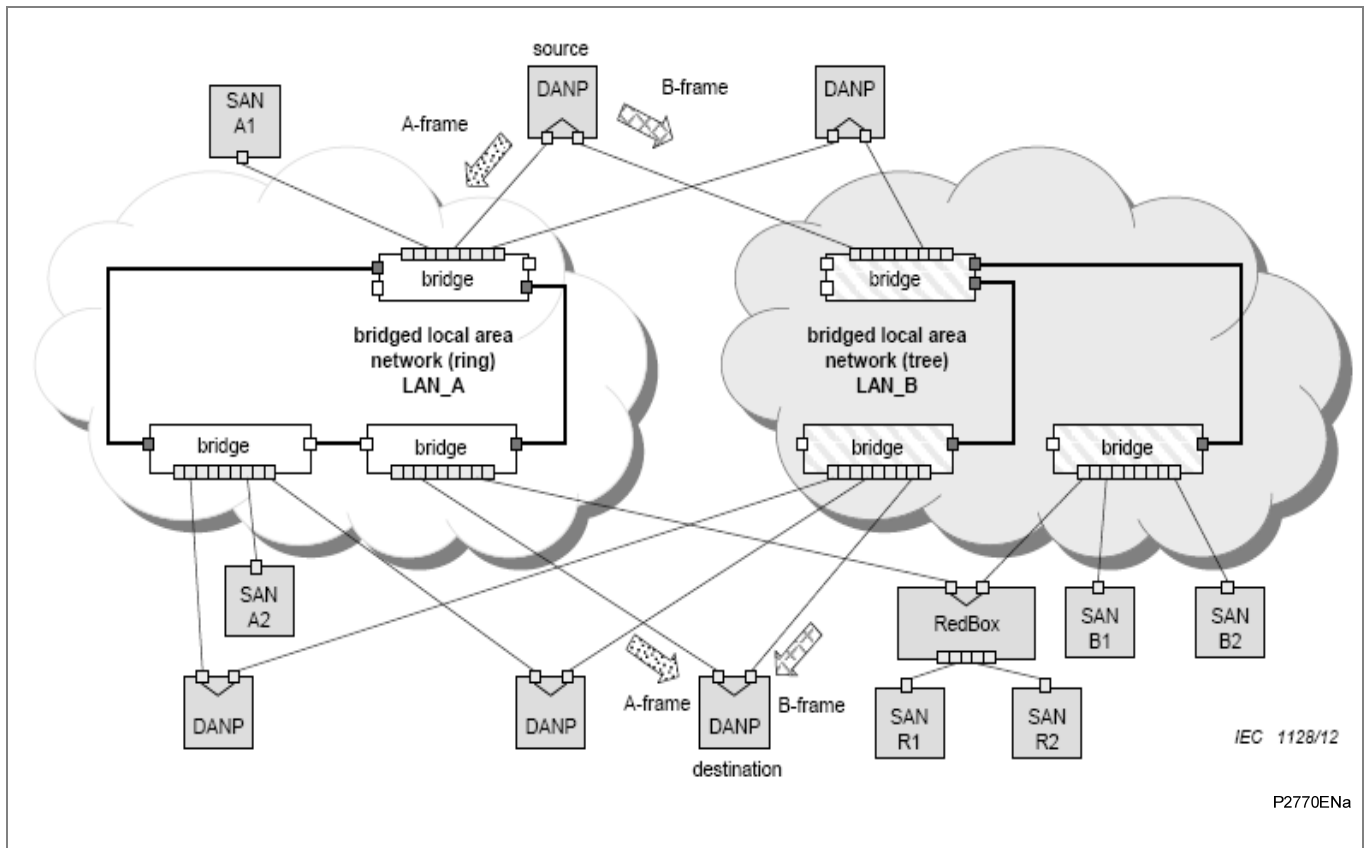 source
SAN
A1
DANP
B-frame
DANP
A-frame
bridge
bridge
bridged local area
network (ring)
LAN_A
bridged local area
network (tree)
LAN_B
bridge
bridge
bridge
bridge
SAN
A2
RedBox
SAN
B1
SAN
B2
DANP
DANP
A-frame
DANP
B-frame
SAN
R1
SAN
R2
IEC 1128/12
destination
P2770ENa